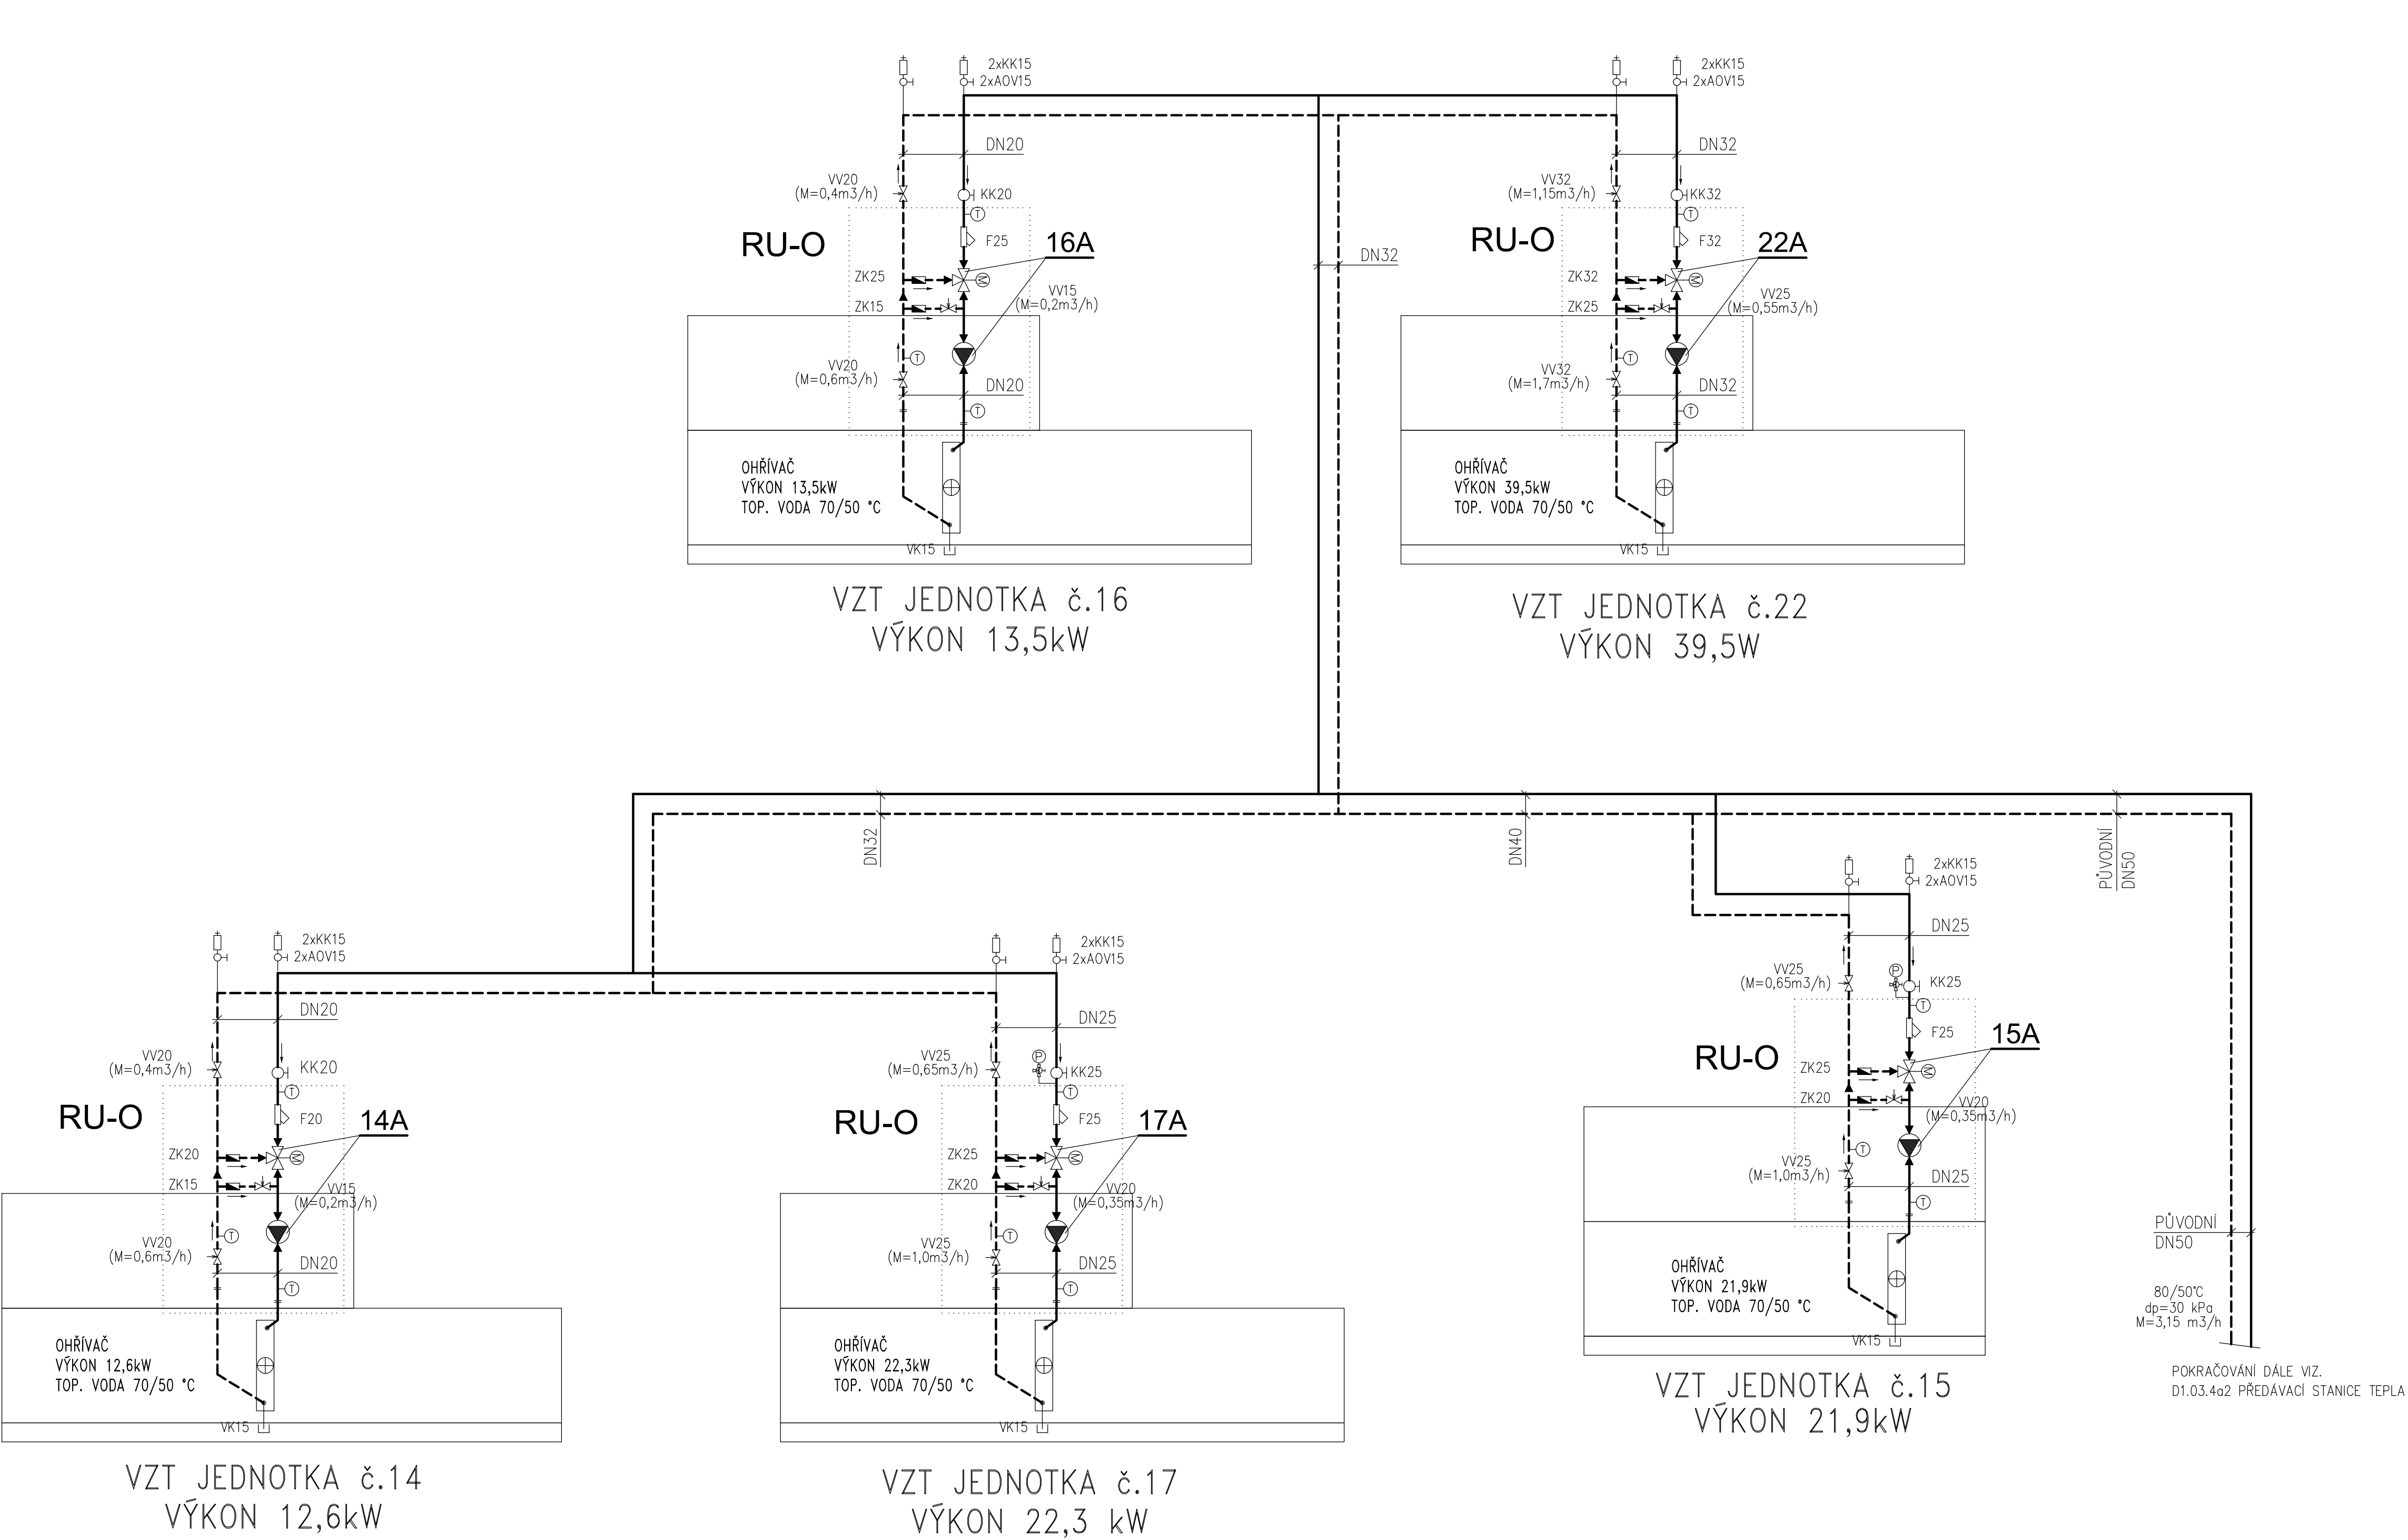 2xKK15
2xAOV15
DN20
VV20
(M=0,4m3/h)
KK20
T
RU-O
F25
16A
ZK25
M
ZK15
VV15
(M=0,2m3/h)
T
VV20
(M=0,6m3/h)
DN20
T
OHŘÍVAČ
VÝKON 13,5kW
TOP. VODA 70/50 °C
VK15
VZT JEDNOTKA č.16
VÝKON 13,5kW
DN32
2xKK15
2xAOV15
DN32
VV32
(M=1,15m3/h)
KK32
T
RU-O
F32
22A
ZK32
M
ZK25
VV25
(M=0,55m3/h)
T
VV32
(M=1,7m3/h)
DN32
T
OHŘÍVAČ
VÝKON 39,5kW
TOP. VODA 70/50 °C
VK15
VZT JEDNOTKA č.22
VÝKON 39,5W
DN32
DN40
PŮVODNÍ
DN50
2xKK15
2xAOV15
DN20
VV20
(M=0,4m3/h)
KK20
T
RU-O
F20
14A
ZK20
M
ZK15
VV15
(M=0,2m3/h)
T
VV20
(M=0,6m3/h)
DN20
T
OHŘÍVAČ
VÝKON 12,6kW
TOP. VODA 70/50 °C
VK15
VZT JEDNOTKA č.14
VÝKON 12,6kW
2xKK15
2xAOV15
DN25
VV25
(M=0,65m3/h)
P
KK25
T
RU-O
F25
17A
ZK25
M
ZK20
VV20
(M=0,35m3/h)
T
VV25
(M=1,0m3/h)
DN25
T
OHŘÍVAČ
VÝKON 22,3kW
TOP. VODA 70/50 °C
VK15
VZT JEDNOTKA č.17
VÝKON 22,3 kW
2xKK15
2xAOV15
DN25
VV25
(M=0,65m3/h)
P
KK25
T
RU-O
F25
15A
ZK25
M
ZK20
VV20
(M=0,35m3/h)
T
VV25
(M=1,0m3/h)
DN25
T
OHŘÍVAČ
VÝKON 21,9kW
TOP. VODA 70/50 °C
VK15
VZT JEDNOTKA č.15
VÝKON 21,9kW
PŮVODNÍ
DN50
80/50°C
dp=30 kPa
M=3,15 m3/h
POKRAČOVÁNÍ DÁLE VIZ.
D1.03.4a2 PŘEDÁVACÍ STANICE TEPLA